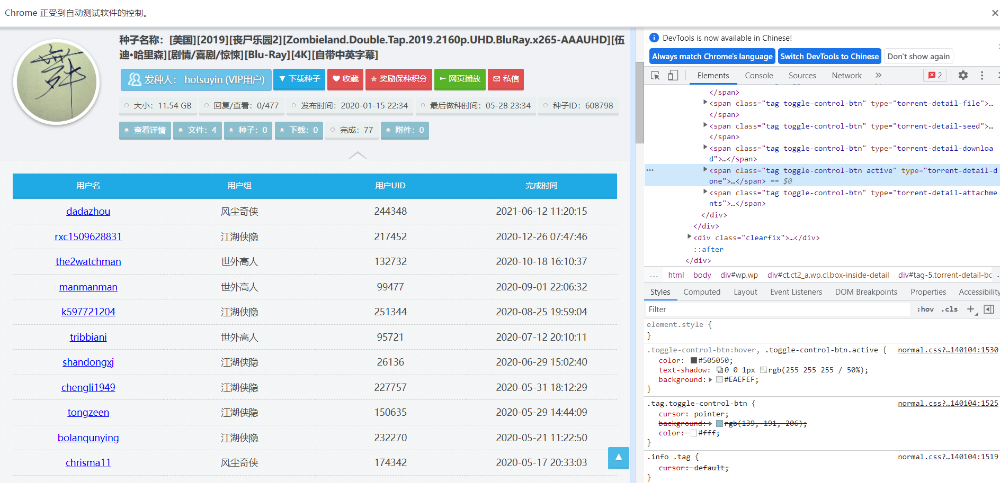 Chrome 正受到自动测试软件的控制。
种子名称：[美国][2019][丧尸乐园2][Zombieland.Double.Tap.2019.2160p.UHD.BluRay.x265-AAAUHD][伍
迪•哈里森][剧情/喜剧/惊悚][Blu-Ray][4K][自带中英字幕]
发种人： hotsuyin (VIP用户) ▼ 下载种子 收藏 奖励保种积分 网页播放 私信
大小：11.54 GB 回复/查看：0/477 发布时间：2020-01-15 22:34 最后做种时间：05-28 23:34 种子ID：608798
查看详情 文件：4 种子：0 下载：0 完成：77 附件：0
用户名 用户组 用户UID 完成时间
dadazhou 风尘奇侠 244348 2021-06-12 11:20:15
rxc1509628831 江湖侠隐 217452 2020-12-26 07:47:46
the2watchman 世外高人 132732 2020-10-18 16:10:37
manmanman 世外高人 99477 2020-09-01 22:06:32
k597721204 江湖侠隐 251344 2020-08-25 19:59:04
tribbiani 世外高人 95721 2020-07-12 20:10:11
shandongxj 江湖侠隐 26136 2020-06-29 15:02:40
chengli1949 江湖侠隐 227757 2020-05-31 18:12:29
tongzeen 江湖侠隐 150635 2020-05-29 14:44:09
bolanqunying 江湖侠隐 232270 2020-05-21 11:22:50
chrisma11 风尘奇侠 174342 2020-05-17 20:33:03
DevTools is now available in Chinese!
Always match Chrome's language Switch DevTools to Chinese Don't show again
Elements Console Sources Network » 2
</span>
<span class="tag toggle-control-btn" type="torrent-detail-file">…
</span>
<span class="tag toggle-control-btn" type="torrent-detail-seed">…
</span>
<span class="tag toggle-control-btn" type="torrent-detail-downloa
d">…</span>
<span class="tag toggle-control-btn active" type="torrent-detail-d
one">…</span> == $0
<span class="tag toggle-control-btn" type="torrent-detail-attachme
nts">…</span>
</div>
</div>
<div class="clearfix">…</div>
::after
</div>
… html body div#wp.wp div#ct.ct2_a.wp.cl.box-inside-detail div#tag-5.torrent-detail-bo
Styles Computed Layout Event Listeners DOM Breakpoints Properties Accessibility
Filter :hov .cls +
element.style {
}
.toggle-control-btn:hover, .toggle-control-btn.active { normal.css?…140104:1530
color: #505050;
text-shadow: 0 0 1px rgb(255 255 255 / 50%);
background: #EAEFEF;
}
.tag.toggle-control-btn { normal.css?…140104:1525
cursor: pointer;
background: rgb(139, 191, 206);
color: #fff;
}
.info .tag { normal.css?…140104:1519
cursor: default;
}